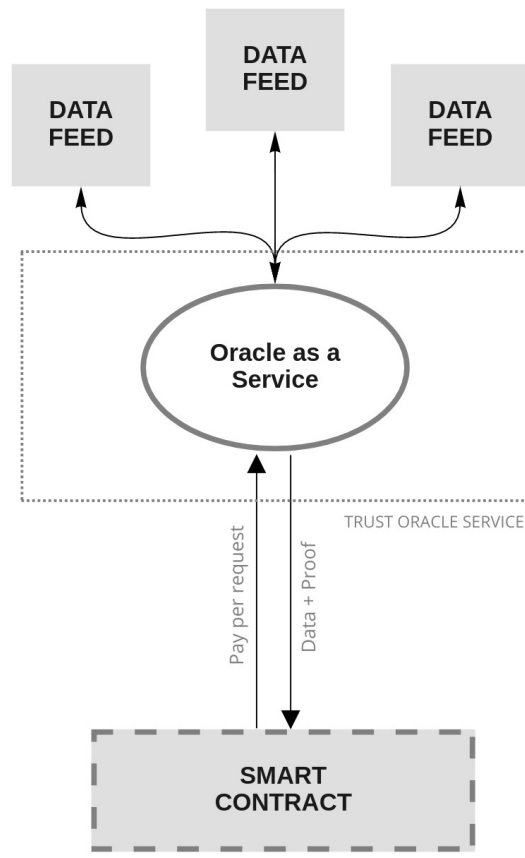 DATA
FEED
DATA
FEED
DATA
FEED
Oracle as a
Service
TRUST ORACLE SERVICE
Pay per request
Data + Proof
SMART
CONTRACT